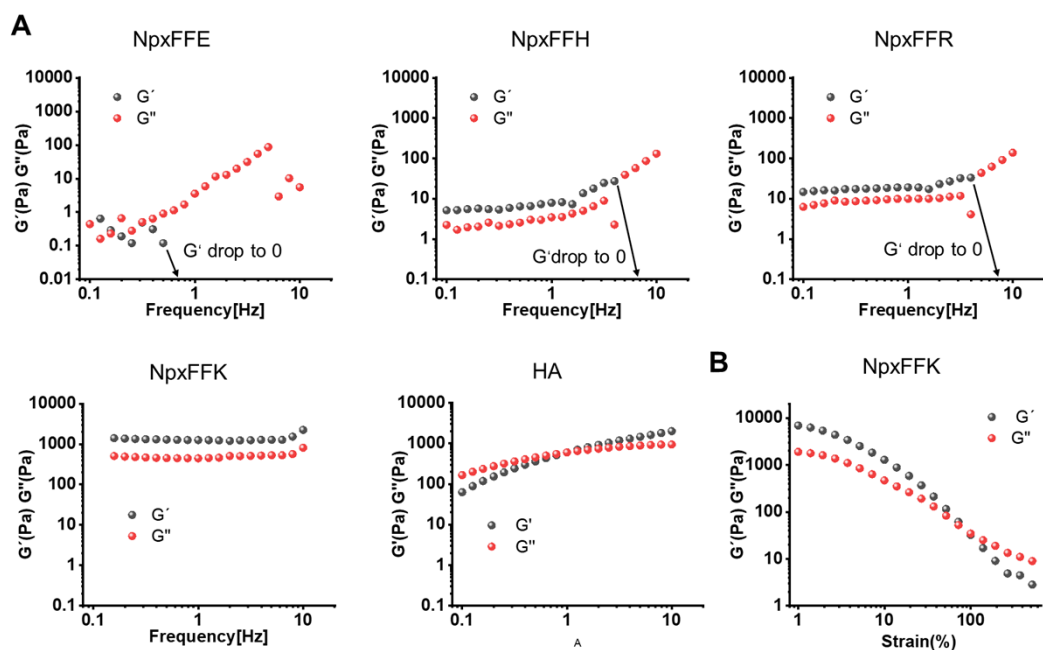 A
NpxFFE
NpxFFH
NpxFFR
G´(Pa) G"(Pa)
10000
1000
100
10
1
0.1
0.01
G´
G"
G‘ drop to 0
0.1
1
10
Frequency[Hz]
G´(Pa) G"(Pa)
10000
1000
100
10
1
0.1
G´
G"
G‘drop to 0
0.1
1
10
Frequency[Hz]
G´(Pa) G"(Pa)
10000
1000
100
10
1
0.1
G´
G"
G‘ drop to 0
0.1
1
10
Frequency[Hz]
NpxFFK
HA
B
NpxFFK
G´(Pa) G"(Pa)
10000
1000
100
10
1
0.1
G´
G"
0.1
1
10
Frequency[Hz]
G'(Pa) G"(Pa)
10000
1000
100
10
1
0.1
G'
G"
0.1
1
10
A
G´(Pa) G"(Pa)
10000
1000
100
10
1
G´
G"
1
10
100
Strain(%)